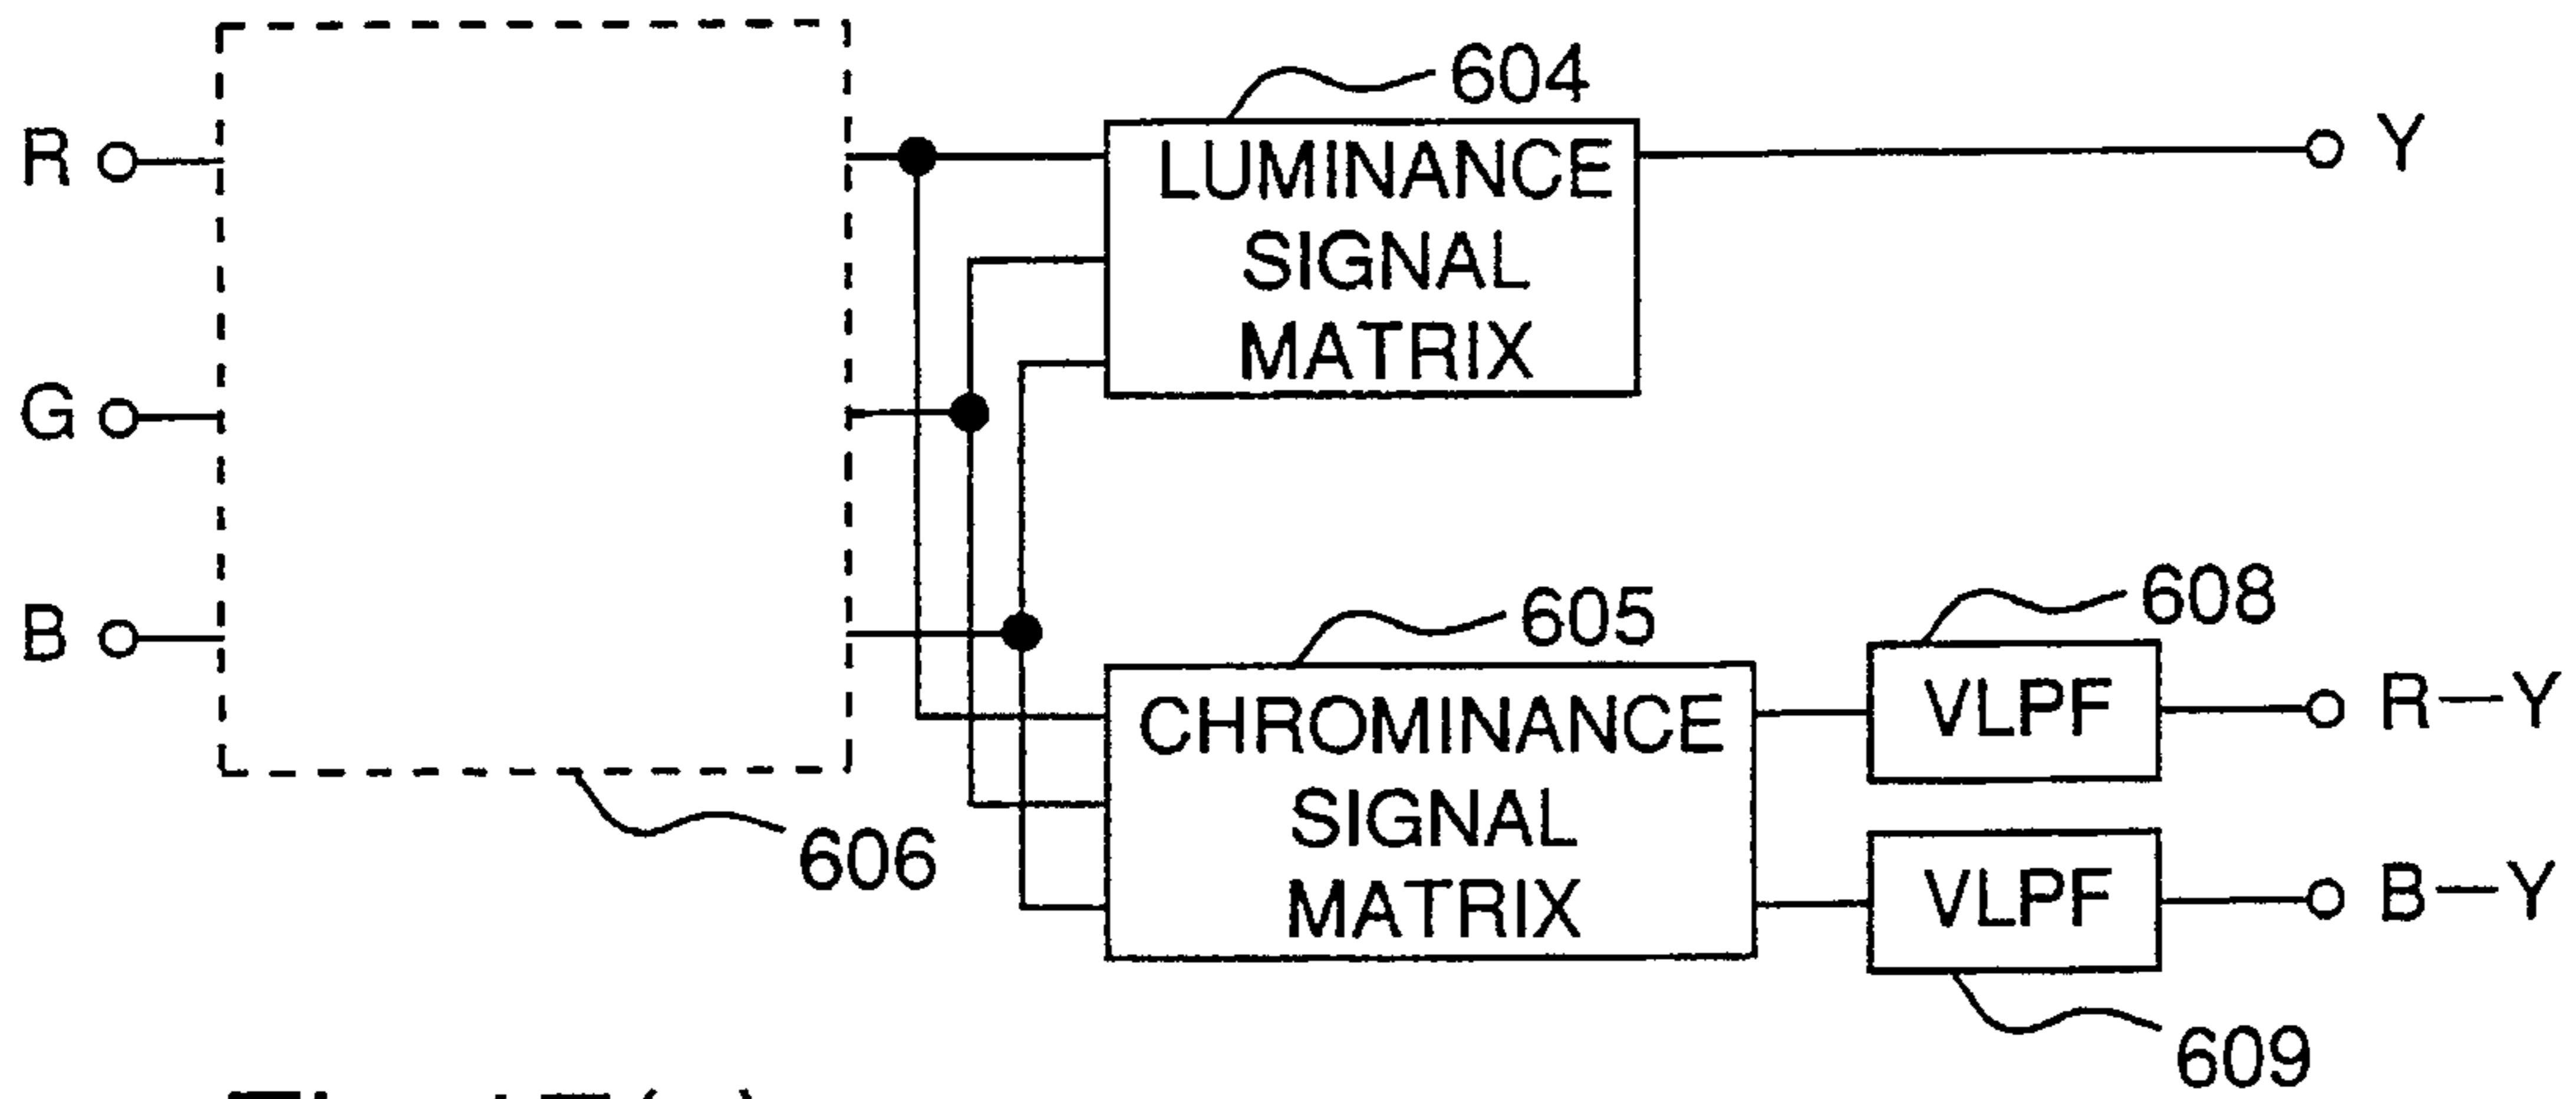 604
R
LUMINANCE
SIGNAL
MATRIX
Y
G
B
605
608
CHROMINANCE
SIGNAL
MATRIX
VLPF
R—Y
606
VLPF
B—Y
609